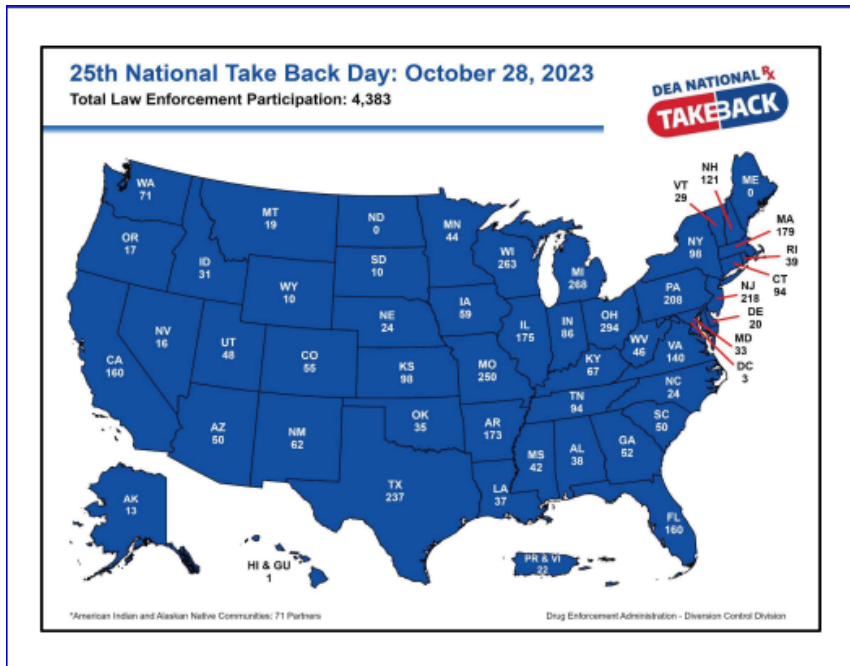 25th National Take Back Day: October 28, 2023
Total Law Enforcement Participation: 4,383
DEA NATIONAL Rx
TAKEBACK
WA
71
OR
17
CA
160
NV
16
ID
31
MT
19
WY
10
UT
48
AZ
50
CO
55
NM
62
ND
0
SD
10
NE
24
KS
98
OK
35
TX
237
MN
44
IA
59
MO
250
AR
173
LA
37
WI
263
IL
175
MI
268
IN
86
OH
294
KY
67
TN
94
MS
42
AL
38
GA
52
FL
160
SC
50
NC
24
VA
140
WV
46
PA
208
NY
98
VT
29
NH
121
ME
0
MA
179
RI
39
CT
94
NJ
218
DE
20
MD
33
DC
3
AK
13
HI & GU
1
PR & VI
22
*American Indian and Alaskan Native Communities: 71 Partners
Drug Enforcement Administration - Diversion Control Division